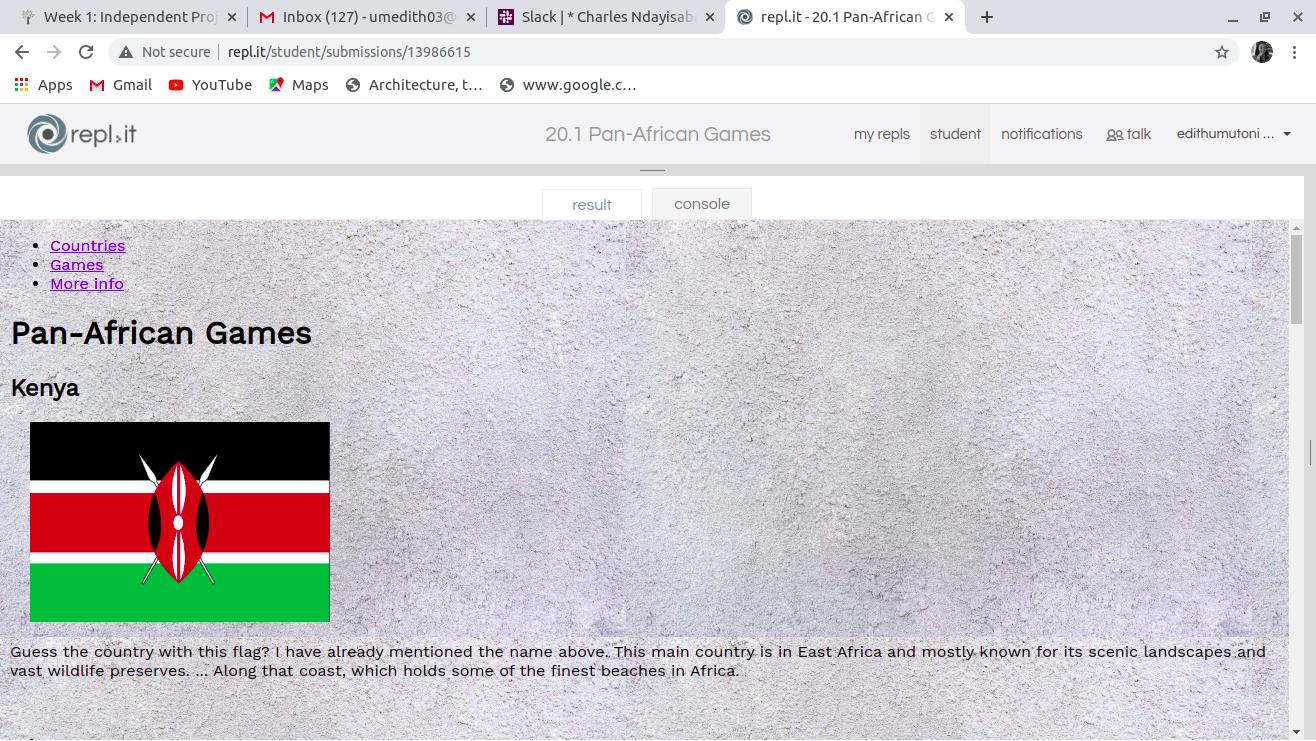 Week 1: Independent Proj
Inbox (127) - umedith03@
Slack | * Charles Ndayisab
repl.it - 20.1 Pan-African G
Not secure
repl.it/student/submissions/13986615
Apps
Gmail
YouTube
Maps
Architecture, t...
www.google.c...
repl.it
20.1 Pan-African Games
my repls
student
notifications
talk
edithumutoni ...
result
console
Countries
Games
More info
Pan-African Games
Kenya
Guess the country with this flag? I have already mentioned the name above. This main country is in East Africa and mostly known for its scenic landscapes and
vast wildlife preserves. ... Along that coast, which holds some of the finest beaches in Africa.